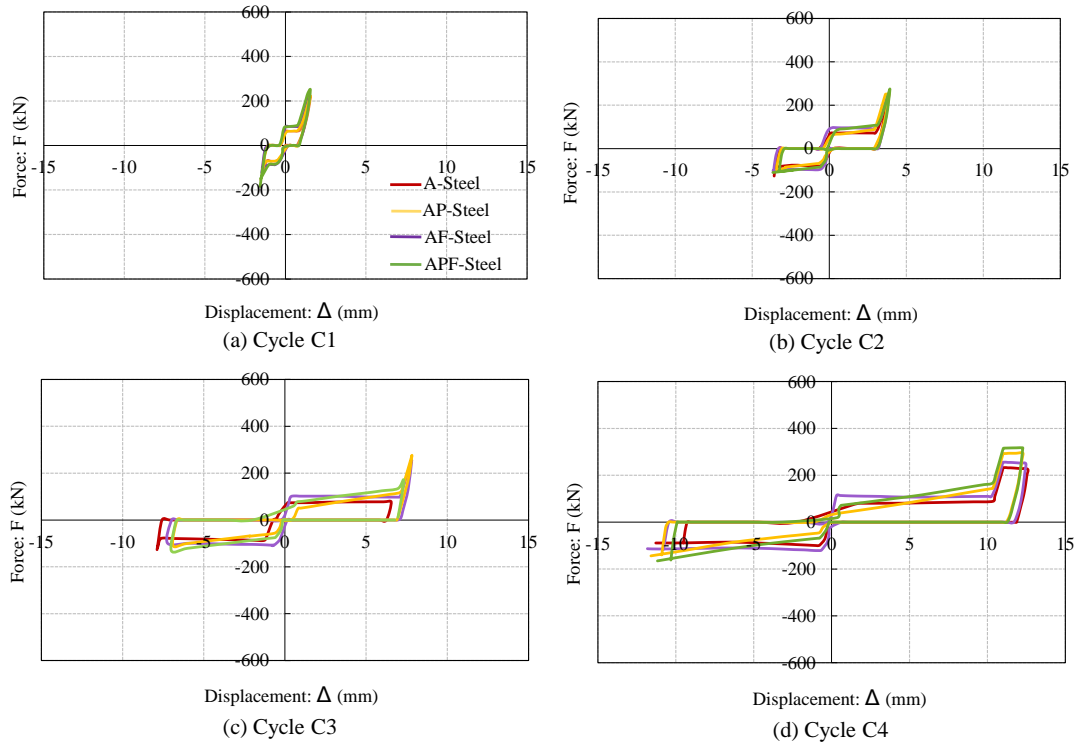 600
400
200
0
-200
-400
-600
-15 -10 -5 0 5 10 15
Force: F (kN)
A-Steel
AP-Steel
AF-Steel
APF-Steel
Displacement: Δ (mm)
(a) Cycle C1
600
400
200
0
-200
-400
-600
-15 -10 -5 0 5 10 15
Force: F (kN)
Displacement: Δ (mm)
(b) Cycle C2
600
400
200
0
-200
-400
-600
-15 -10 -5 0 5 10 15
Force: F (kN)
Displacement: Δ (mm)
(c) Cycle C3
600
400
200
0
-200
-400
-600
-15 -10 -5 0 5 10 15
Force: F (kN)
Displacement: Δ (mm)
(d) Cycle C4